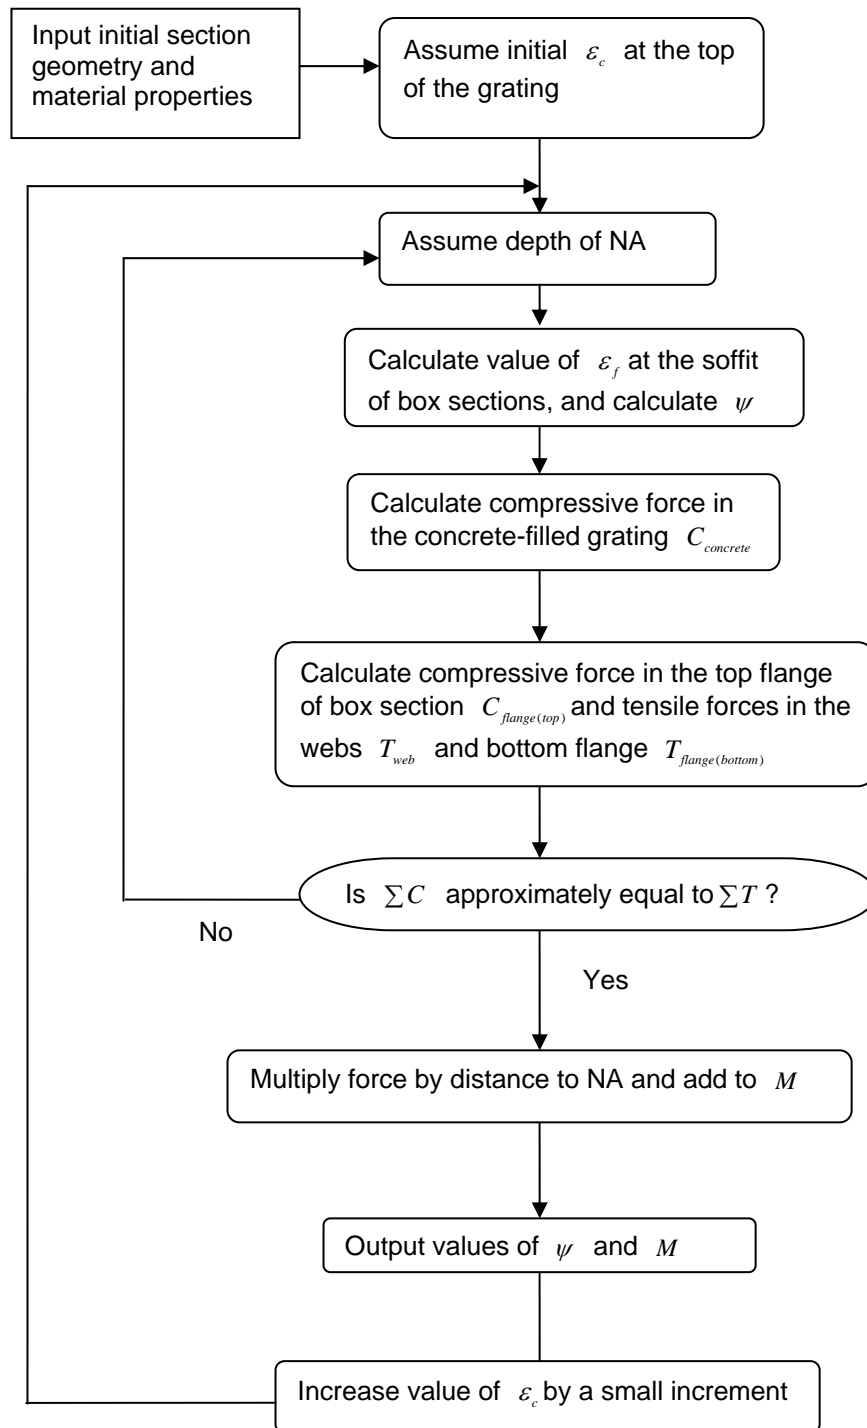 Input initial section
geometry and
material properties
Assume initial ε_c at the top
of the grating
Assume depth of NA
Calculate value of ε_f at the soffit
of box sections, and calculate ψ
Calculate compressive force in
the concrete-filled grating C_concrete
Calculate compressive force in the top flange
of box section C_flange(top) and tensile forces in the
webs T_web and bottom flange T_flange(bottom)
Is ∑C approximately equal to ∑T ?
No
Yes
Multiply force by distance to NA and add to M
Output values of ψ and M
Increase value of ε_c by a small increment